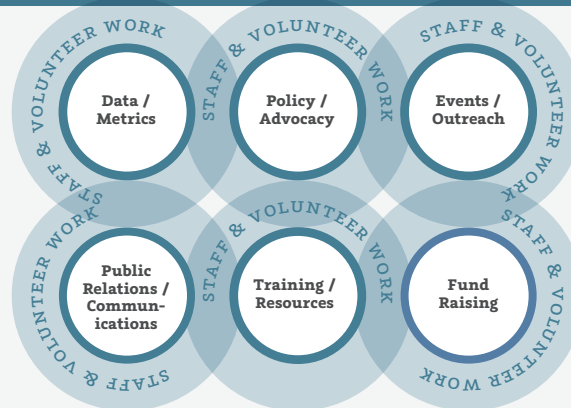 STAFF & VOLUNTEER WORK
Data /
Metrics
STAFF & VOLUNTEER WORK
Policy /
Advocacy
STAFF & VOLUNTEER WORK
Events /
Outreach
STAFF & VOLUNTEER WORK
Public
Relations /
Commun-
ications
STAFF & VOLUNTEER WORK
Training /
Resources
STAFF & VOLUNTEER WORK
Fund
Raising